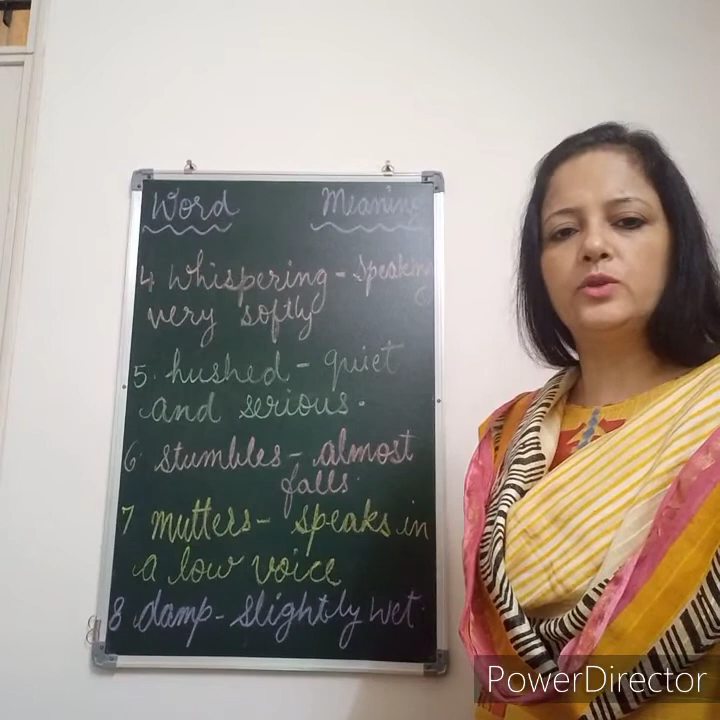 Word Meaning
4 whispering - speaking
very softly
5. hushed - quiet
and serious.
6. stumbles - almost
falls.
7 mutters - speaks in
a low voice
8 damp - slightly wet.
PowerDirector